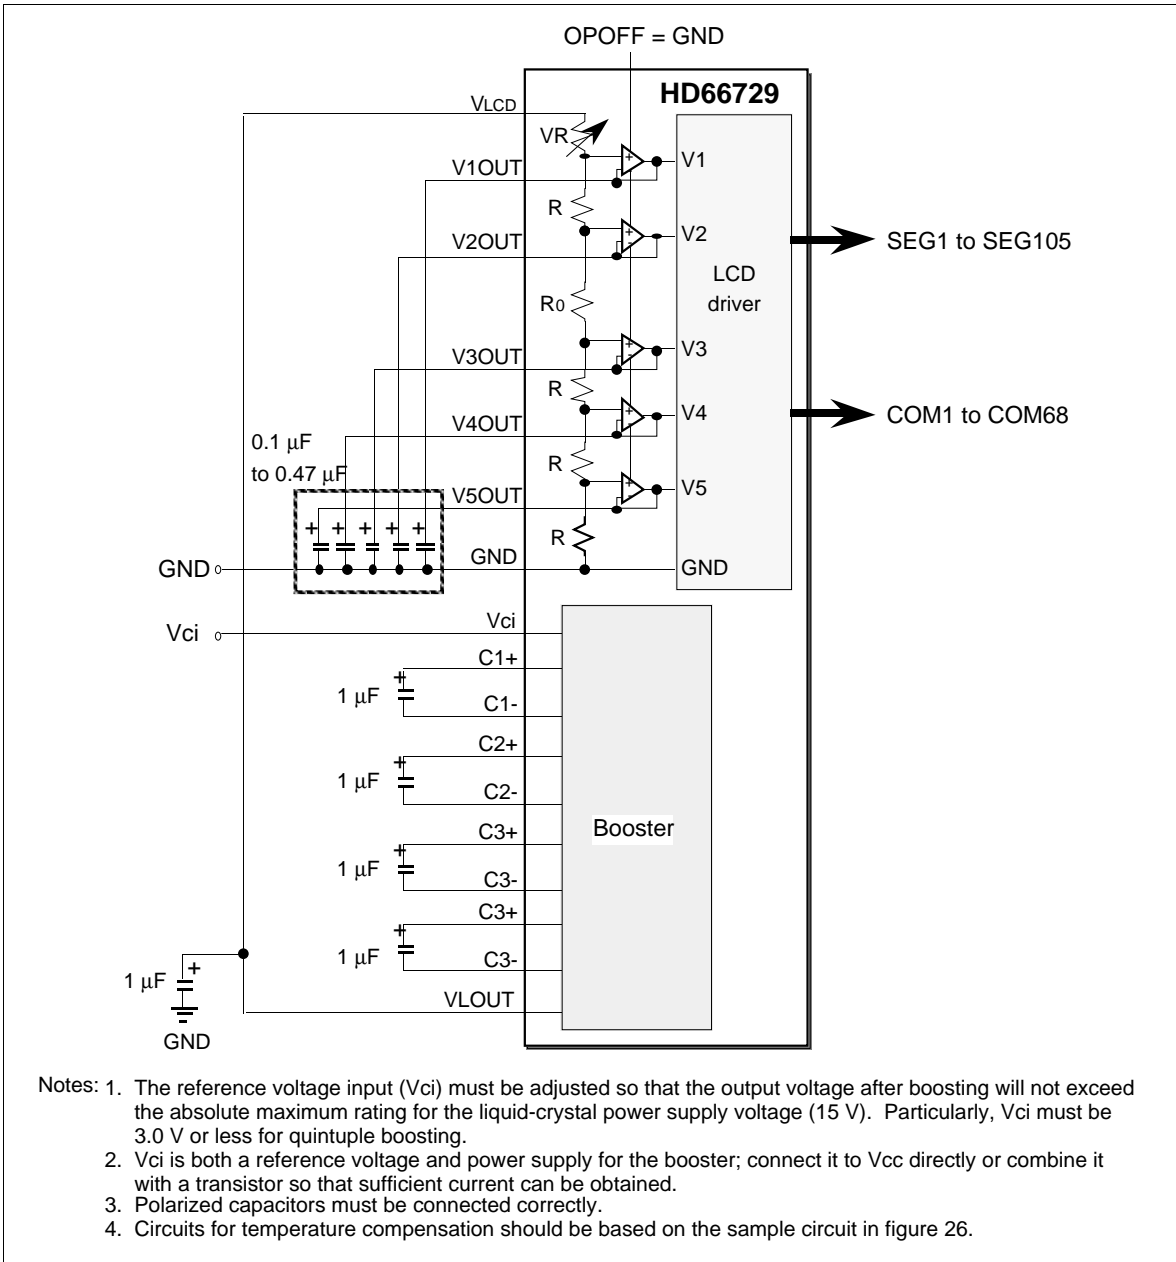 OPOFF = GND
HD66729
VLCD
VR
V1OUT
V1
R
V2OUT
V2
SEG1 to SEG105
LCD
driver
R0
V3OUT
V3
R
V4OUT
V4
COM1 to COM68
0.1 µF
to 0.47 µF
R
V5OUT
V5
+ + + + +
R
GND
GND
GND
Vci
Vci
C1+
+
1 µF
C1-
C2+
+
1 µF
C2-
C3+
Booster
+
1 µF
C3-
C3+
+
1 µF
C3-
+
1 µF
VLOUT
GND
Notes: 1. The reference voltage input (Vci) must be adjusted so that the output voltage after boosting will not exceed
the absolute maximum rating for the liquid-crystal power supply voltage (15 V). Particularly, Vci must be
3.0 V or less for quintuple boosting.
2. Vci is both a reference voltage and power supply for the booster; connect it to Vcc directly or combine it
with a transistor so that sufficient current can be obtained.
3. Polarized capacitors must be connected correctly.
4. Circuits for temperature compensation should be based on the sample circuit in figure 26.